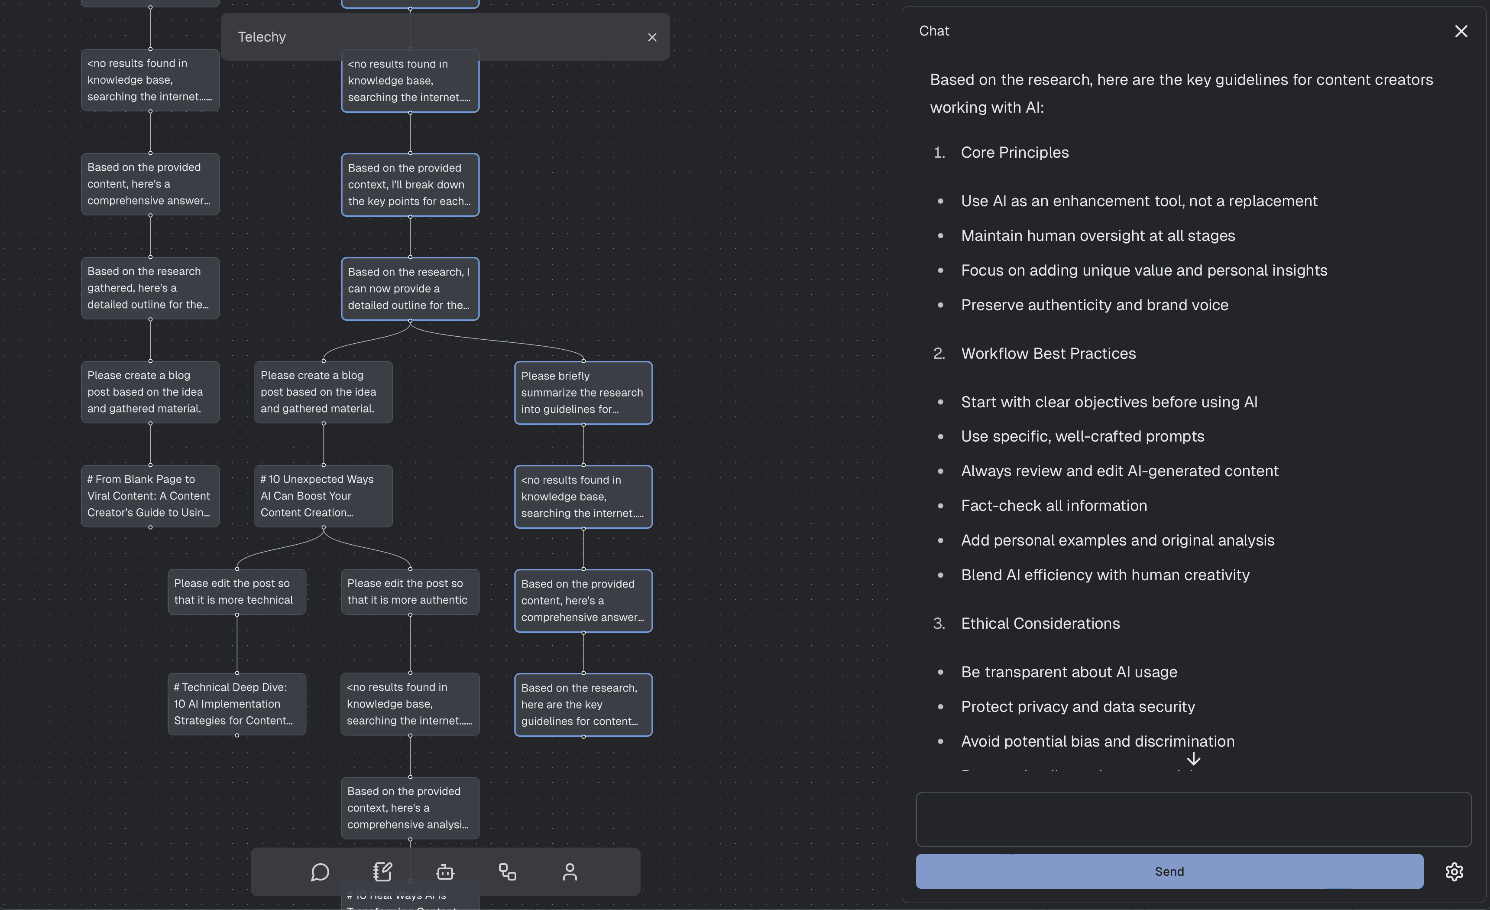 Telechy
<no results found in
knowledge base,
searching the internet......
<no results found in
knowledge base,
searching the internet.....
Based on the provided
content, here's a
comprehensive answer...
Based on the provided
context, I'll break down
the key points for each...
Based on the research
gathered, here's a
detailed outline for the...
Based on the research, I
can now provide a
detailed outline for the...
Please create a blog
post based on the idea
and gathered material.
Please create a blog
post based on the idea
and gathered material.
Please briefly
summarize the research
into guidelines for...
# From Blank Page to
Viral Content: A Content
Creator's Guide to Usin...
# 10 Unexpected Ways
AI Can Boost Your
Content Creation...
<no results found in
knowledge base,
searching the internet.....
Please edit the post so
that it is more technical
Please edit the post so
that it is more authentic
Based on the provided
content, here's a
comprehensive answer...
# Technical Deep Dive:
10 AI Implementation
Strategies for Content...
<no results found in
knowledge base,
searching the internet......
Based on the research,
here are the key
guidelines for content...
Based on the provided
context, here's a
comprehensive analysi...
# 10 Real Ways AI is
Chat
Based on the research, here are the key guidelines for content creators
working with AI:
1. Core Principles
• Use AI as an enhancement tool, not a replacement
• Maintain human oversight at all stages
• Focus on adding unique value and personal insights
• Preserve authenticity and brand voice
2. Workflow Best Practices
• Start with clear objectives before using AI
• Use specific, well-crafted prompts
• Always review and edit AI-generated content
• Fact-check all information
• Add personal examples and original analysis
• Blend AI efficiency with human creativity
3. Ethical Considerations
• Be transparent about AI usage
• Protect privacy and data security
• Avoid potential bias and discrimination
Send